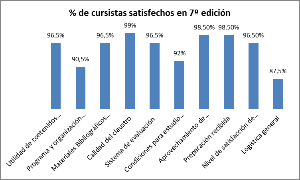 % de cursistas satisfechos en 7ª edición
96,5%
90,5%
96,5%
99%
96,5%
92%
98,50%
98,50%
96,50%
87,5%
Utilidad de contenidos...
Programa y organización...
Materiales Bibliográficos...
Calidad del claustro
Sistema de evaluación
Condiciones para estudio...
Aprovechamiento de...
Preparación recibida
Nivel de satisfacción de...
Logística general